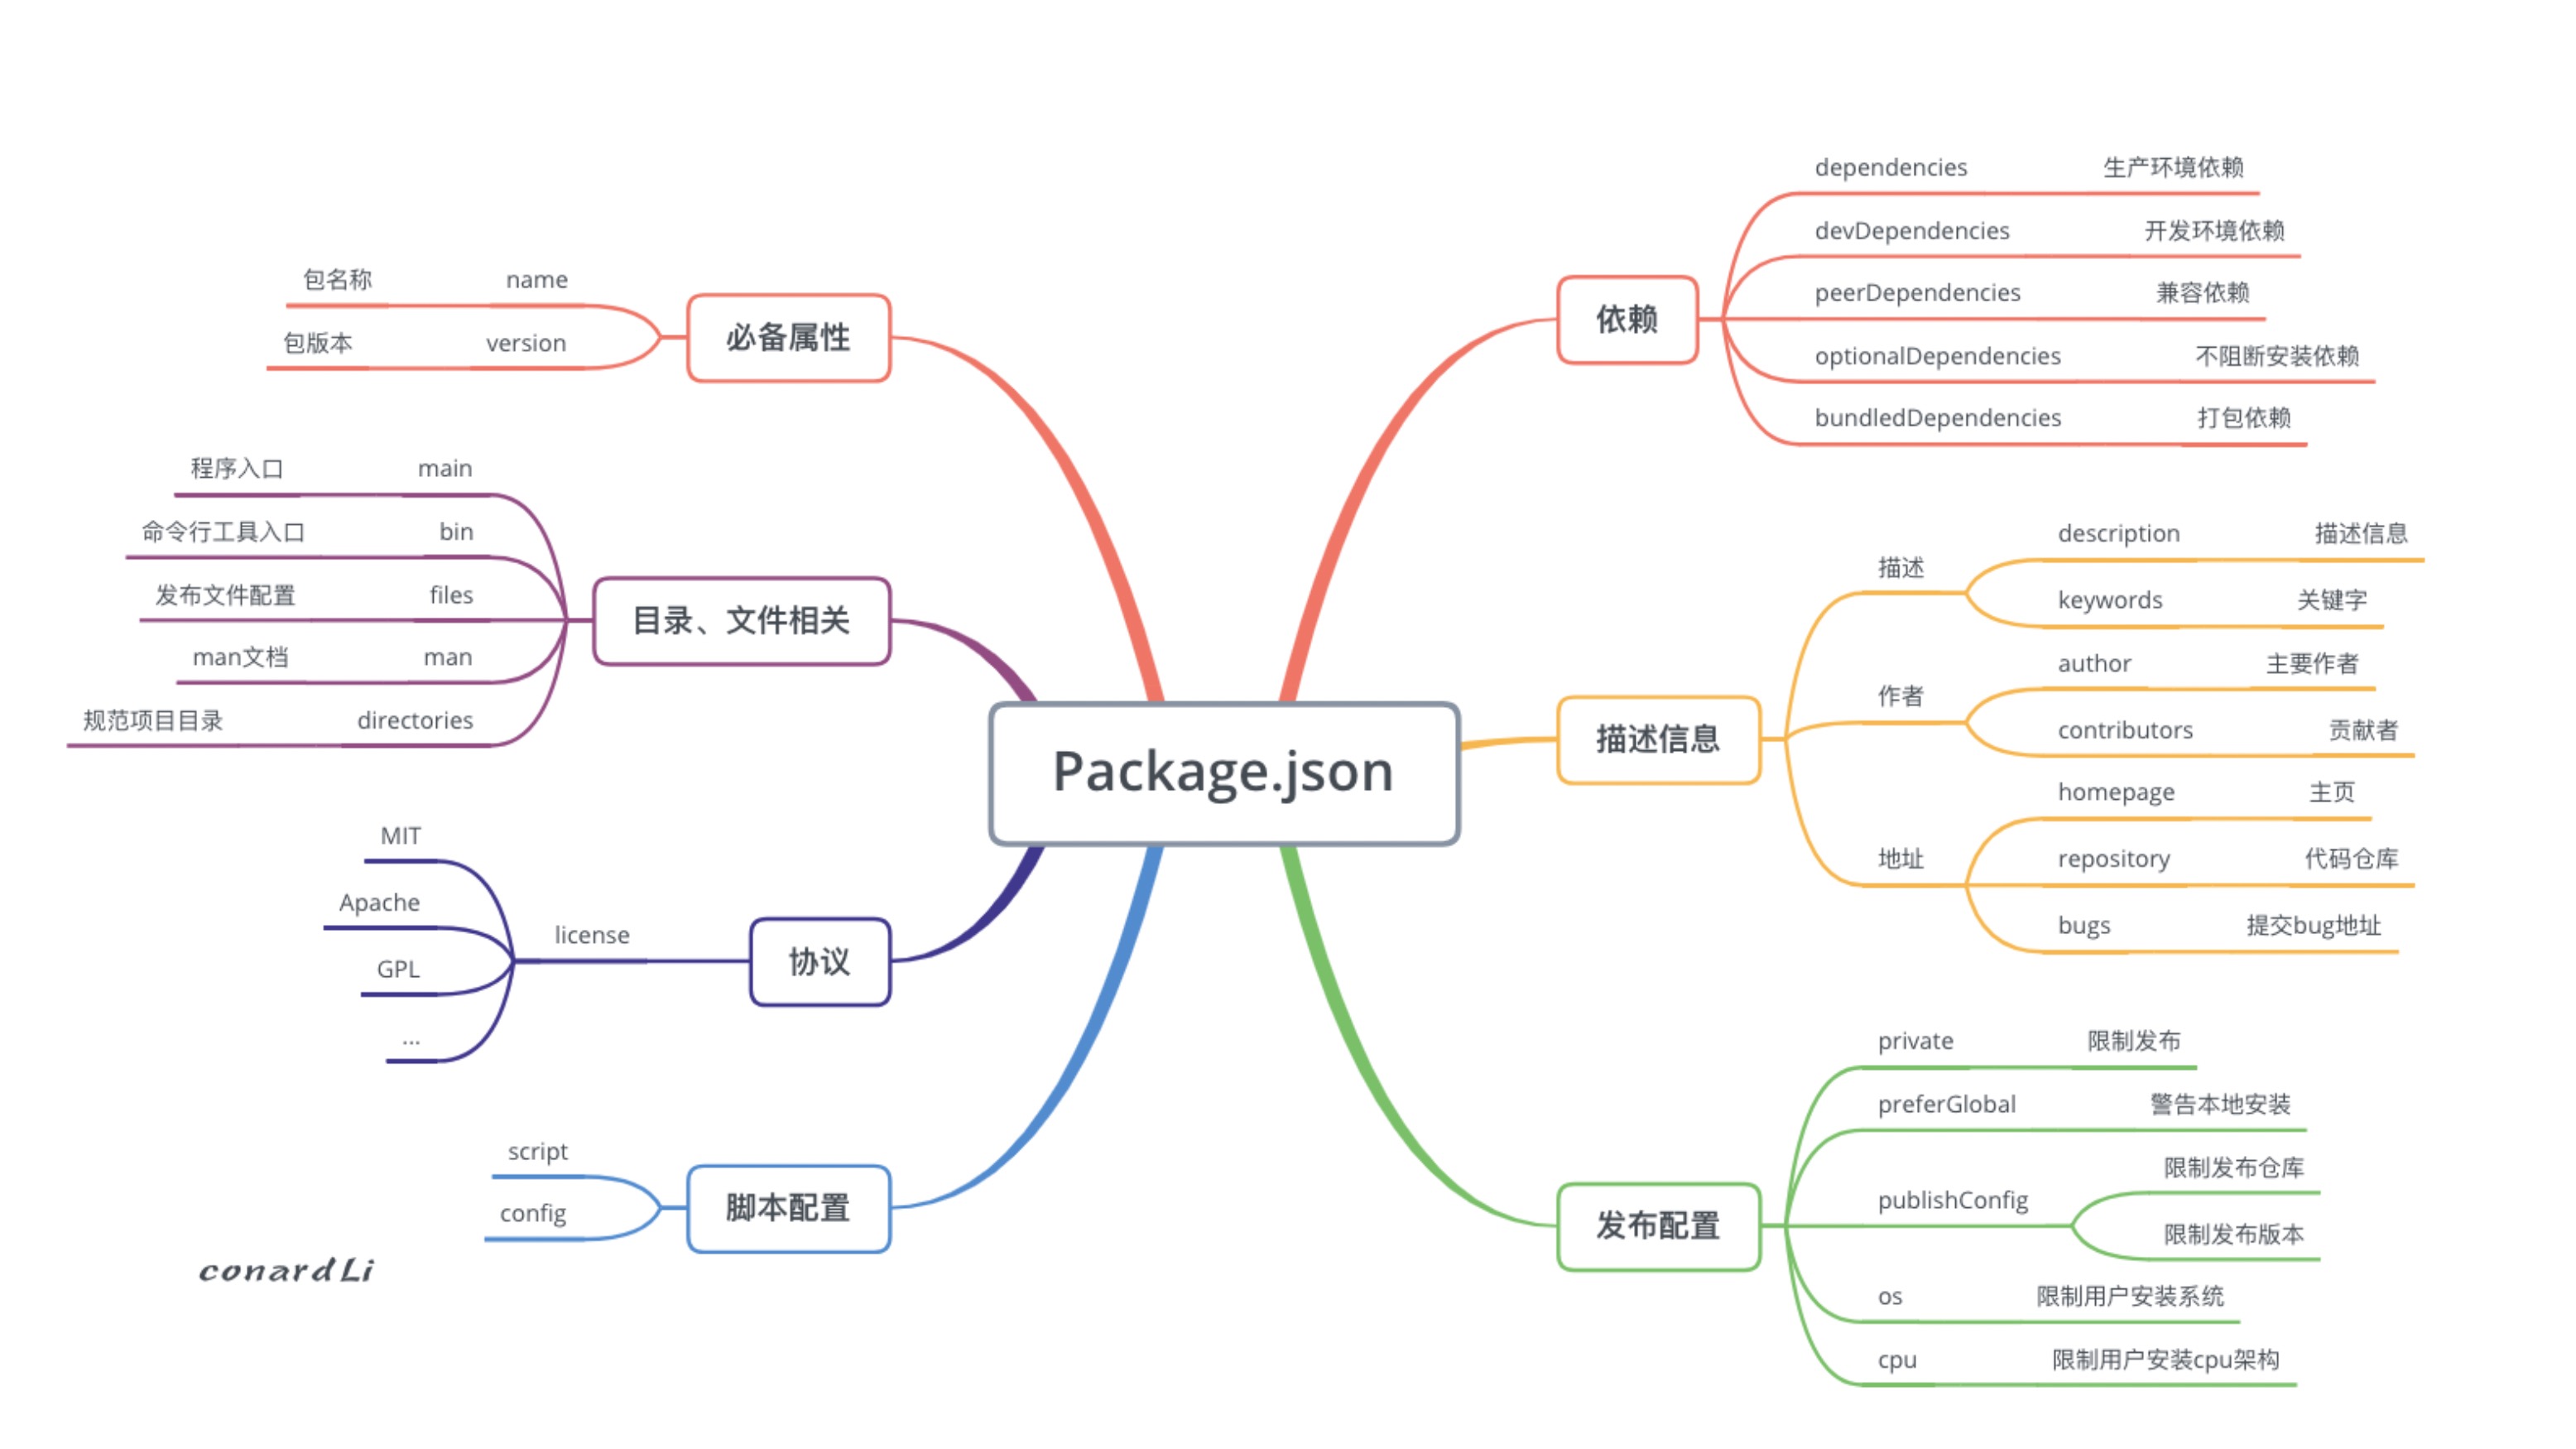 Package.json
必备属性
name 包名称
version 包版本
目录、文件相关
main 程序入口
bin 命令行工具入口
files 发布文件配置
man man文档
directories 规范项目目录
协议
license
MIT
Apache
GPL
...
脚本配置
script
config
依赖
dependencies 生产环境依赖
devDependencies 开发环境依赖
peerDependencies 兼容依赖
optionalDependencies 不阻断安装依赖
bundledDependencies 打包依赖
描述信息
描述
description 描述信息
keywords 关键字
作者
author 主要作者
contributors 贡献者
地址
homepage 主页
repository 代码仓库
bugs 提交bug地址
发布配置
private 限制发布
preferGlobal 警告本地安装
publishConfig
限制发布仓库
限制发布版本
os 限制用户安装系统
cpu 限制用户安装cpu架构
conardLi